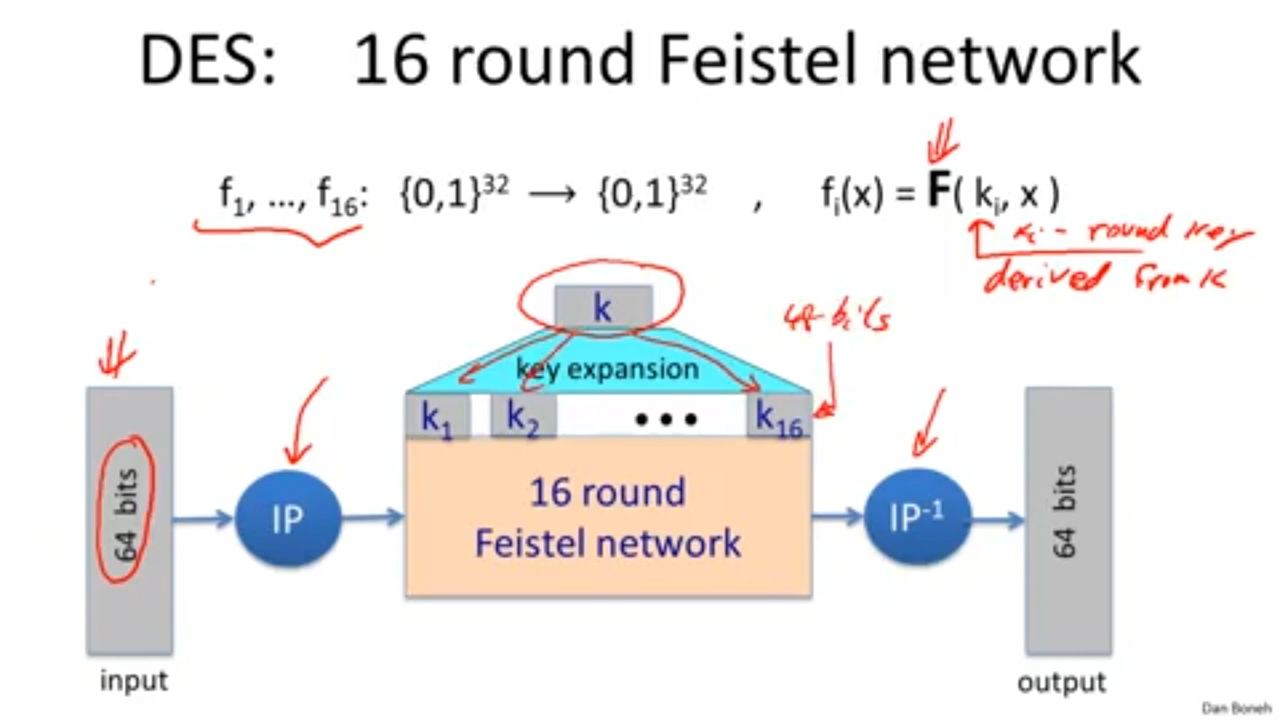 DES: 16 round Feistel network
f₁, ..., f₁₆: {0,1}³² ⟶ {0,1}³² , fᵢ(x) = F( kᵢ, x )
kᵢ - round key
derived from k
k
48-bits
key expansion
k₁ k₂ ••• k₁₆
64 bits
IP
16 round
Feistel network
IP⁻¹
64 bits
input
output
Dan Boneh